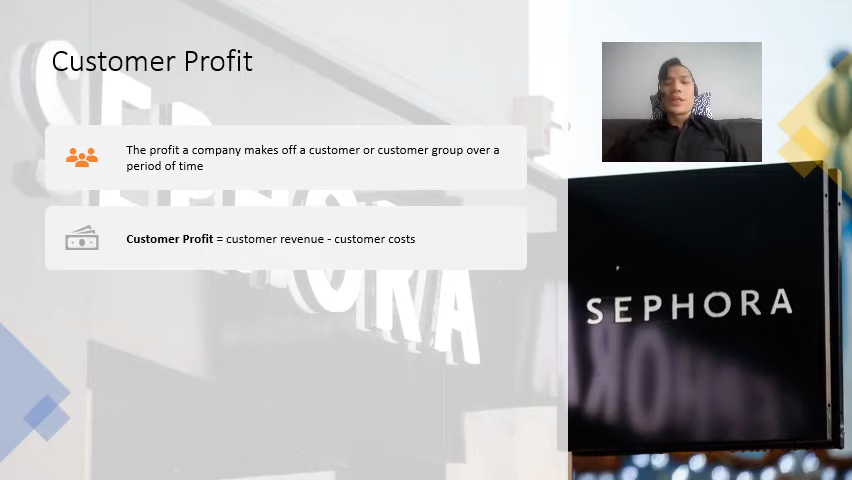 Customer Profit
The profit a company makes off a customer or customer group over a
period of time
Customer Profit = customer revenue - customer costs
SEPHORA
SEPHORA